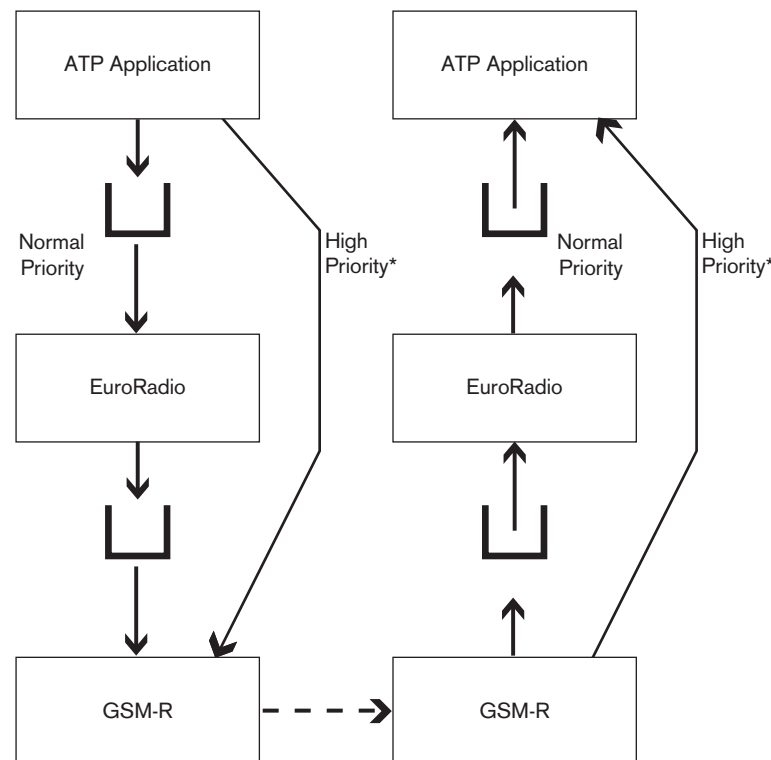 ATP Application
ATP Application
Normal
Priority
High
Priority*
Normal
Priority
High
Priority*
EuroRadio
EuroRadio
GSM-R
GSM-R